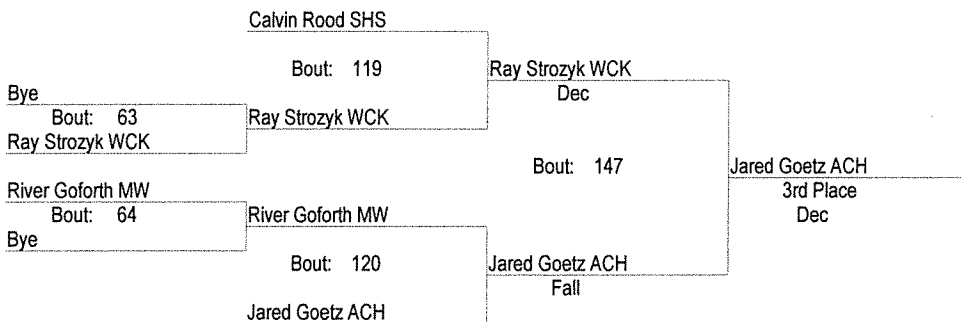 Calvin Rood SHS
Bout: 119
Ray Strozyk WCK
Dec
Bye
Bout: 63
Ray Strozyk WCK
Ray Strozyk WCK
Bout: 147
Jared Goetz ACH
3rd Place
Dec
River Goforth MW
Bout: 64
River Goforth MW
Bye
Bout: 120
Jared Goetz ACH
Fall
Jared Goetz ACH